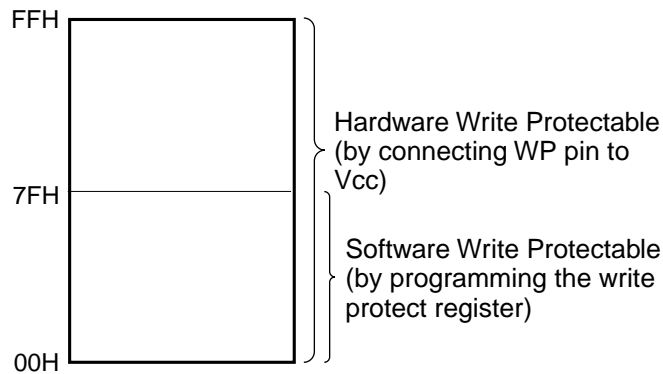 FFH
Hardware Write Protectable
(by connecting WP pin to
Vcc)
7FH
Software Write Protectable
(by programming the write
protect register)
00H